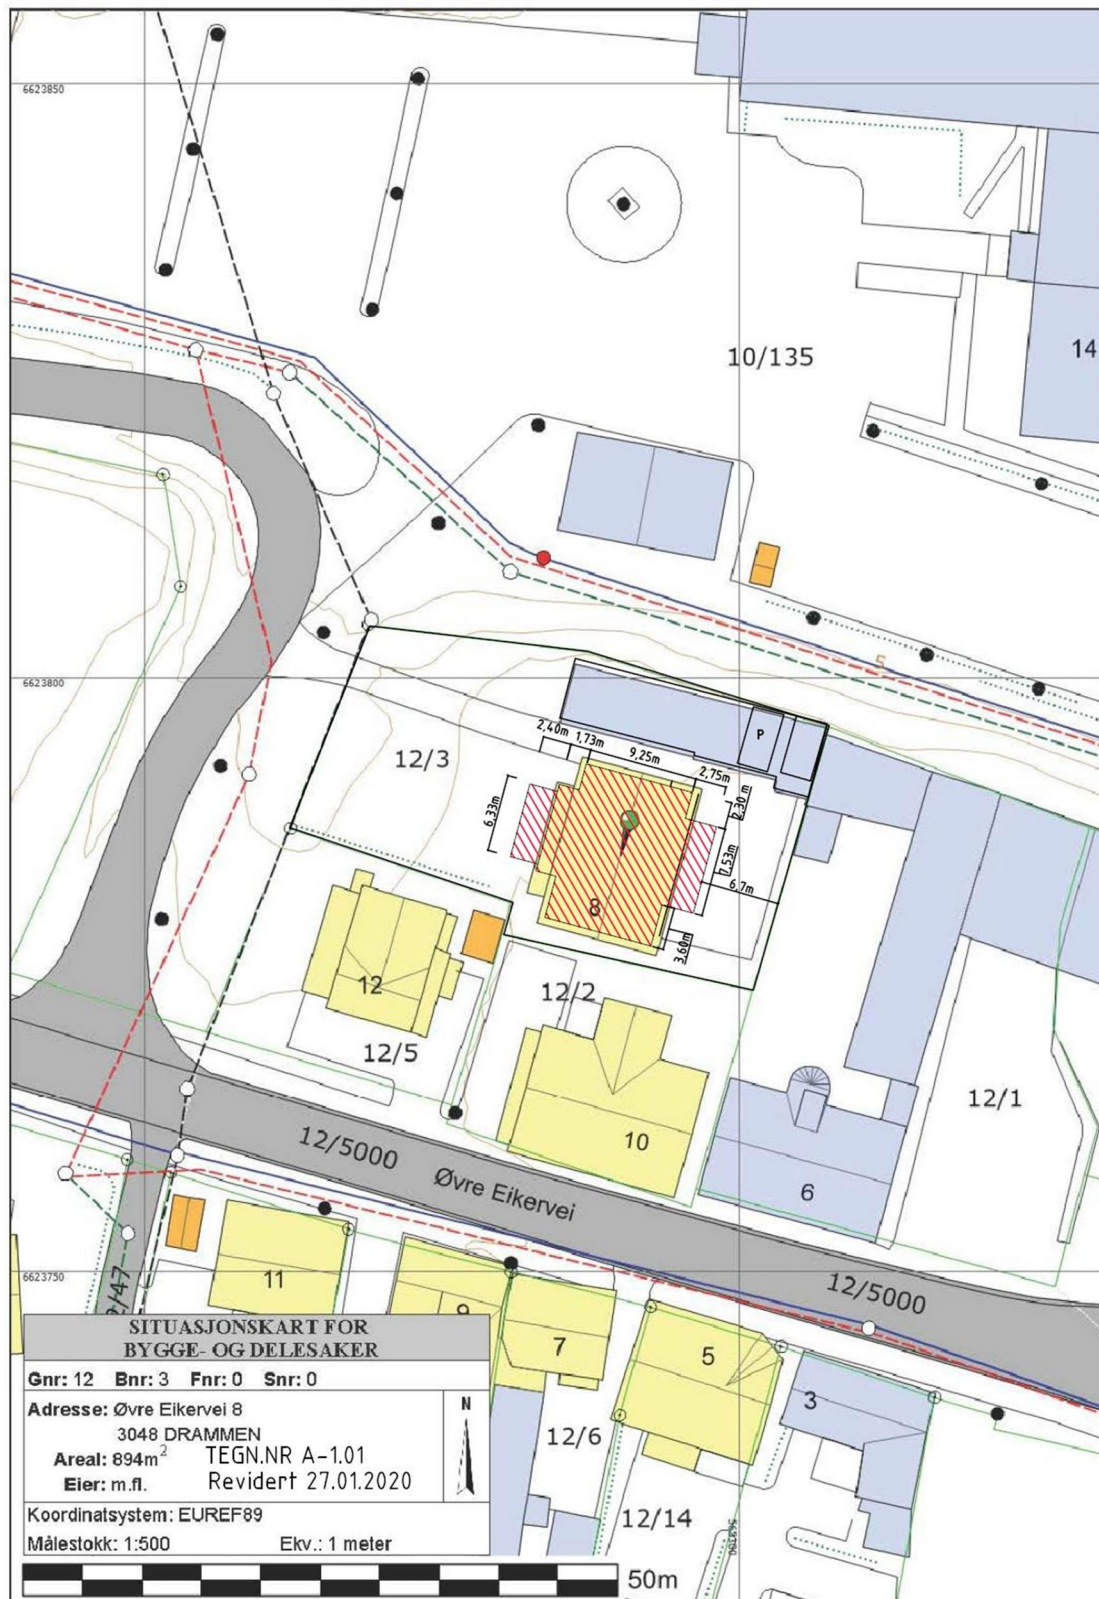 6623850
10/135
14
6623800
5
12/3
2,40m
1,73m
9,25m
2,75m
P
2,30 m
6,33m
7,53m
6,7m
8
3,60m
12
12/2
12/5
10
12/1
6
12/5000
Øvre Eikervei
12/5000
6623750
11
9
7
5
3
12/6
12/14
SITUASJONSKART FOR
BYGGE- OG DELESAKER
Gnr: 12 Bnr: 3 Fnr: 0 Snr: 0
Adresse: Øvre Eikervei 8
3048 DRAMMEN
Areal: 894m² TEGN.NR A-1.01
Eier: m.fl. Revidert 27.01.2020
N
Koordinatsystem: EUREF89
Målestokk: 1:500 Ekv.: 1 meter
50m